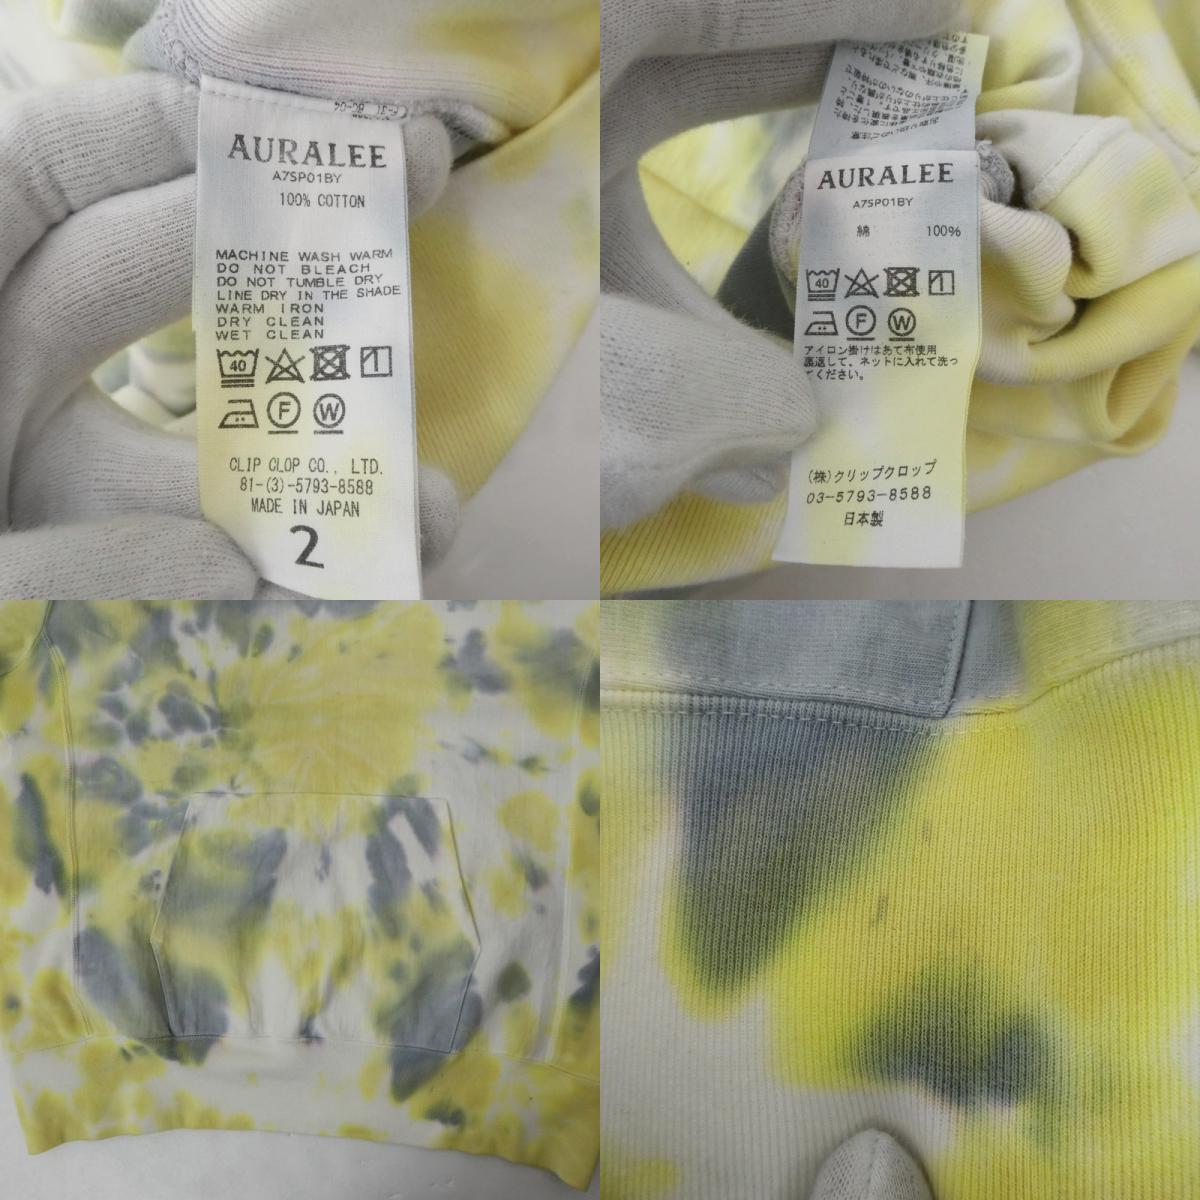 AURALEE
A7SP01BY
100% COTTON
MACHINE WASH WARM
DO NOT BLEACH
DO NOT TUMBLE DRY
LINE DRY IN THE SHADE
WARM IRON
DRY CLEAN
WET CLEAN
40
F
W
CLIP CLOP CO., LTD.
81-(3)-5793-8588
MADE IN JAPAN
2
AURALEE
A7SP01BY
綿 100%
40
F
W
アイロン掛けはあて布使用
裏返して、ネットに入れて洗っ
てください。
(株)クリップクロップ
03-5793-8588
日本製